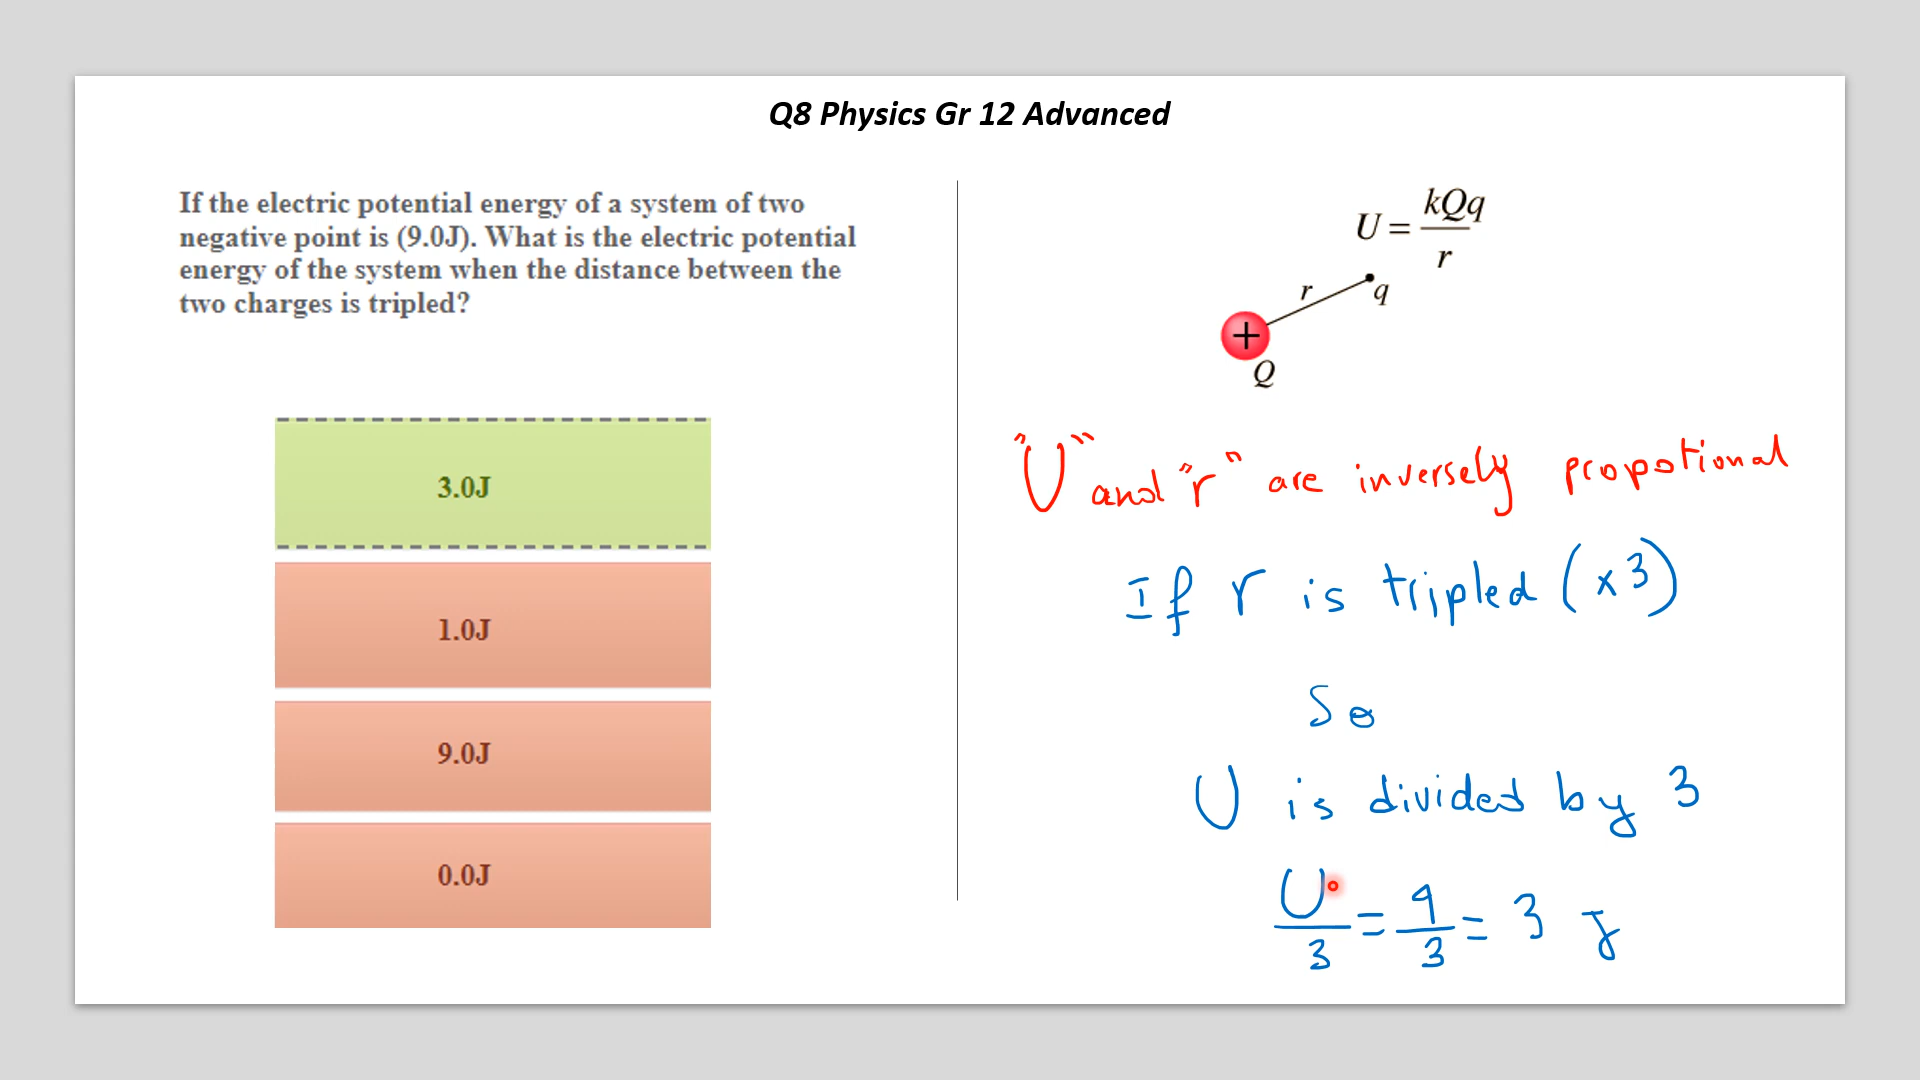 Q8 Physics Gr 12 Advanced
If the electric potential energy of a system of two
negative point is (9.0J). What is the electric potential
energy of the system when the distance between the
two charges is tripled?
3.0J
1.0J
9.0J
0.0J
U = kQq / r
r
q
+
Q
"U" and "r" are inversely propotional
If r is tripled (x3)
So
U is divided by 3
U/3 = 9/3 = 3 J